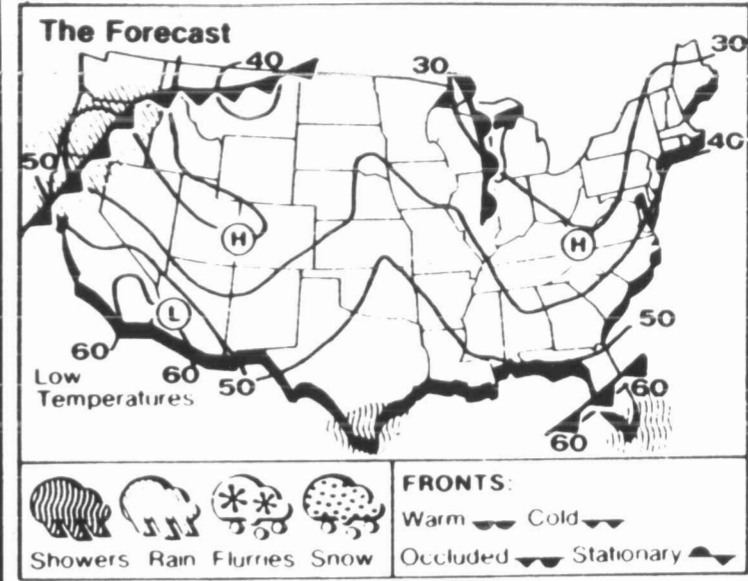 The Forecast
40
30
30
50
40
H
H
L
60
60
50
50
60
60
Low
Temperatures
Showers Rain Flurries Snow
FRONTS:
Warm Cold
Occluded Stationary